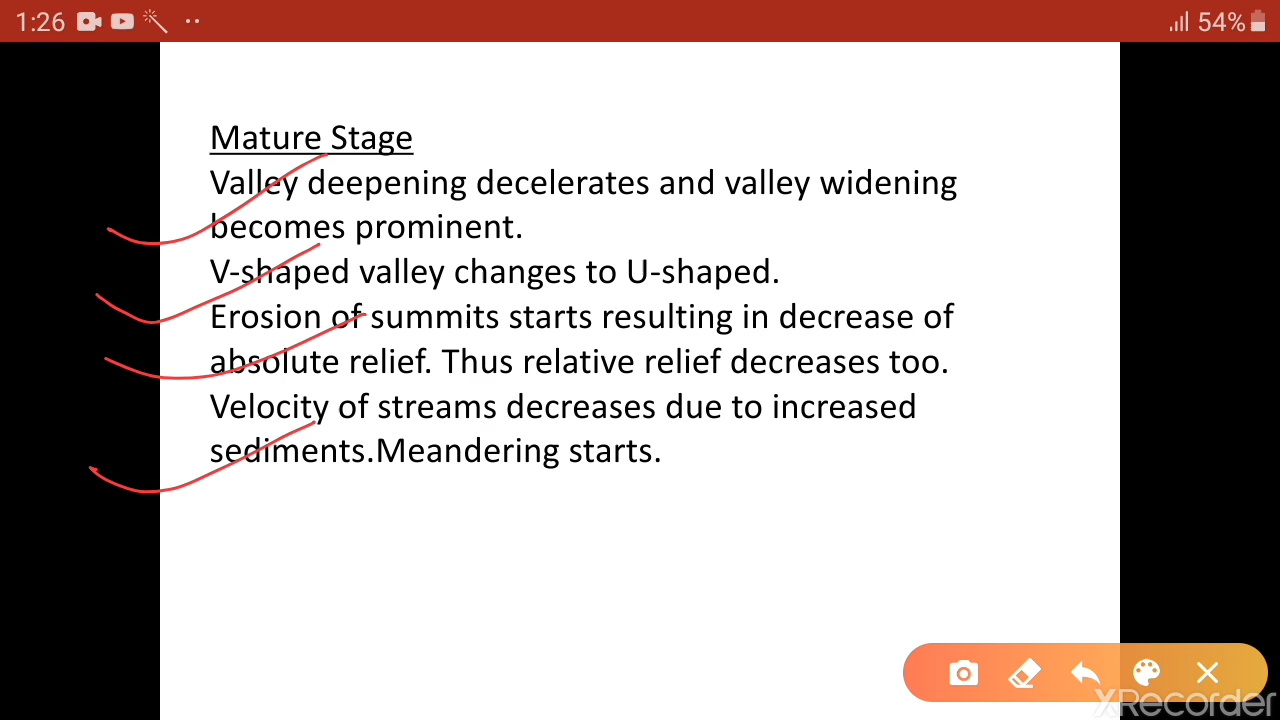 1:26
54%
Mature Stage
Valley deepening decelerates and valley widening
becomes prominent.
V-shaped valley changes to U-shaped.
Erosion of summits starts resulting in decrease of
absolute relief. Thus relative relief decreases too.
Velocity of streams decreases due to increased
sediments.Meandering starts.
XRecorder